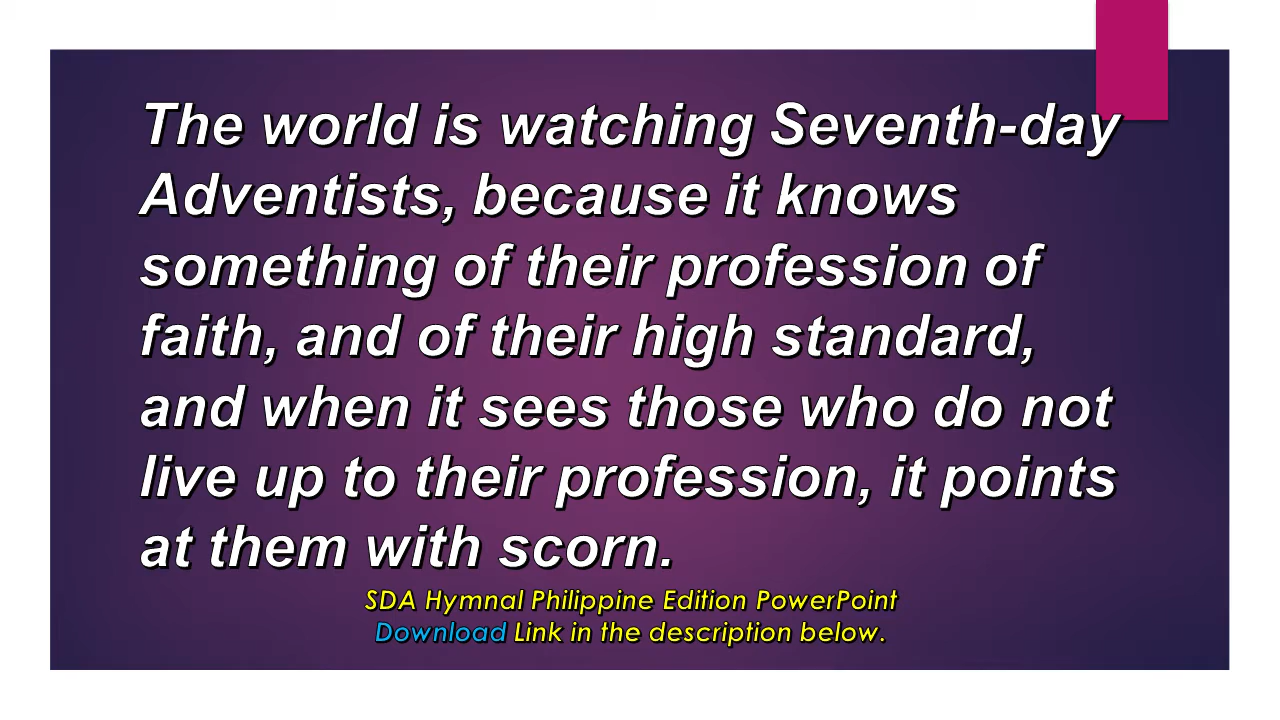 The world is watching Seventh-day
Adventists, because it knows
something of their profession of
faith, and of their high standard,
and when it sees those who do not
live up to their profession, it points
at them with scorn.
SDA Hymnal Philippine Edition PowerPoint
Download Link in the description below.